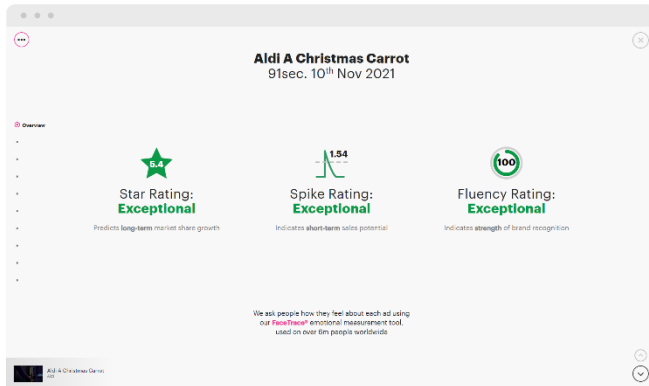 Aldi A Christmas Carrot
91sec. 10th Nov 2021
Overview
5.4
1.54
100
Star Rating:
Exceptional
Spike Rating:
Exceptional
Fluency Rating:
Exceptional
Predicts long-term market share growth
Indicates short-term sales potential
Indicates strength of brand recognition
We ask people how they feel about each ad using
our FaceTrace® emotional measurement tool,
used on over 6m people worldwide
Aldi A Christmas Carrot
Aldi